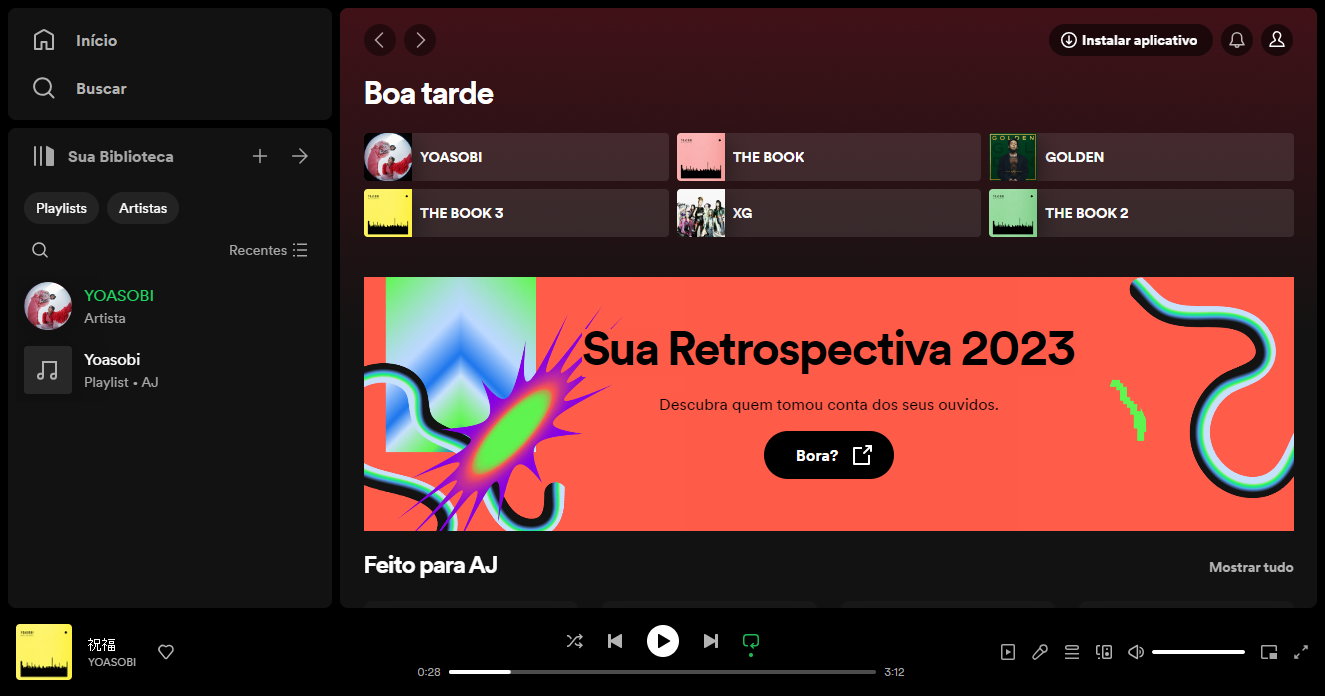 Início
Buscar
Sua Biblioteca
Playlists
Artistas
Recentes
YOASOBI
Artista
Yoasobi
Playlist • AJ
Instalar aplicativo
Boa tarde
YOASOBI
THE BOOK
GOLDEN
GOLDEN
THE BOOK 3
XG
THE BOOK 2
Sua Retrospectiva 2023
Descubra quem tomou conta dos seus ouvidos.
Bora?
Feito para AJ
Mostrar tudo
祝福
YOASOBI
0:28
3:12